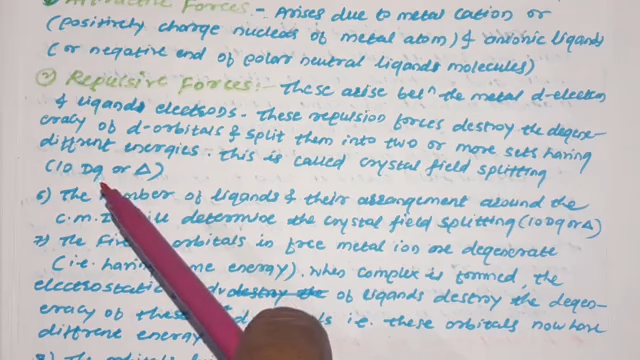 Attractive Forces - Arises due to metal cation or
(positively charge nucleus of metal atom) & anionic ligands
(or negative end of polar neutral ligands molecules)
② Repulsive Forces:- These arise betn the metal d-electron
& ligands electrons. These repulsion forces destroy the degene-
racy of d-orbitals & split them into two or more sets having
different energies. This is called crystal field splitting
(10 Dq or Δ)
6) The number of ligands & their arrangement around the
c.m. will determine the crystal field splitting (10Dq or Δ)
7) The Five orbitals in free metal ion are degenerate
(i.e. having same energy). When complex is formed, the
electrostatic destroy the of ligands destroy the degen-
eracy of these i.e. these orbitals now have
different energy